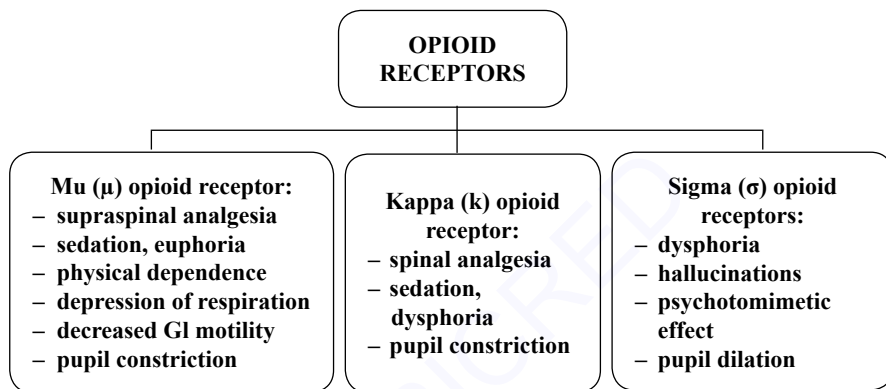 OPIOID
RECEPTORS
Mu (μ) opioid receptor:
– supraspinal analgesia
– sedation, euphoria
– physical dependence
– depression of respiration
– decreased Gl motility
– pupil constriction
Kappa (k) opioid
receptor:
– spinal analgesia
– sedation,
dysphoria
– pupil constriction
Sigma (σ) opioid
receptors:
– dysphoria
– hallucinations
– psychotomimetic
effect
– pupil dilation